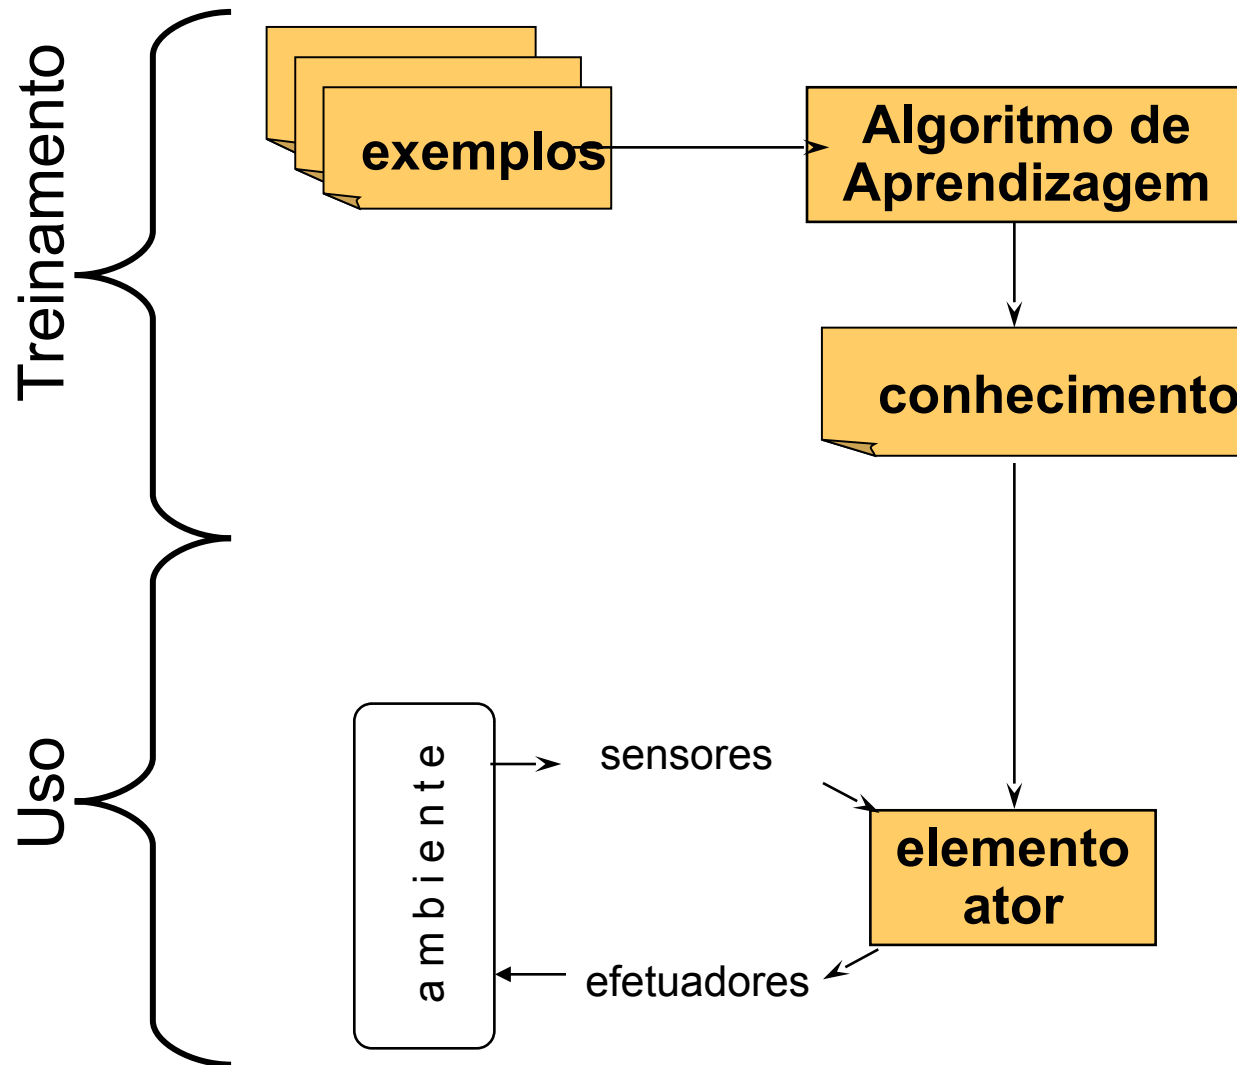 Treinamento
exemplos
Algoritmo de
Aprendizagem
conhecimento
Uso
ambiente
sensores
elemento
ator
efetuadores